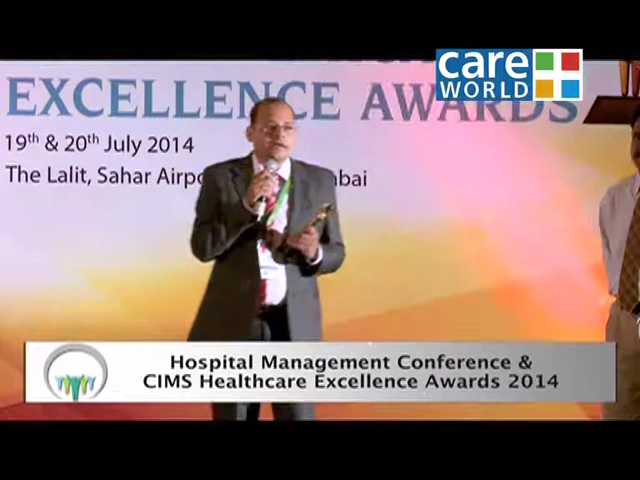 care
WORLD
EXCELLENCE AWARDS
19th & 20th July 2014
The Lalit, Sahar Airpo
bai
Hospital Management Conference &
CIMS Healthcare Excellence Awards 2014